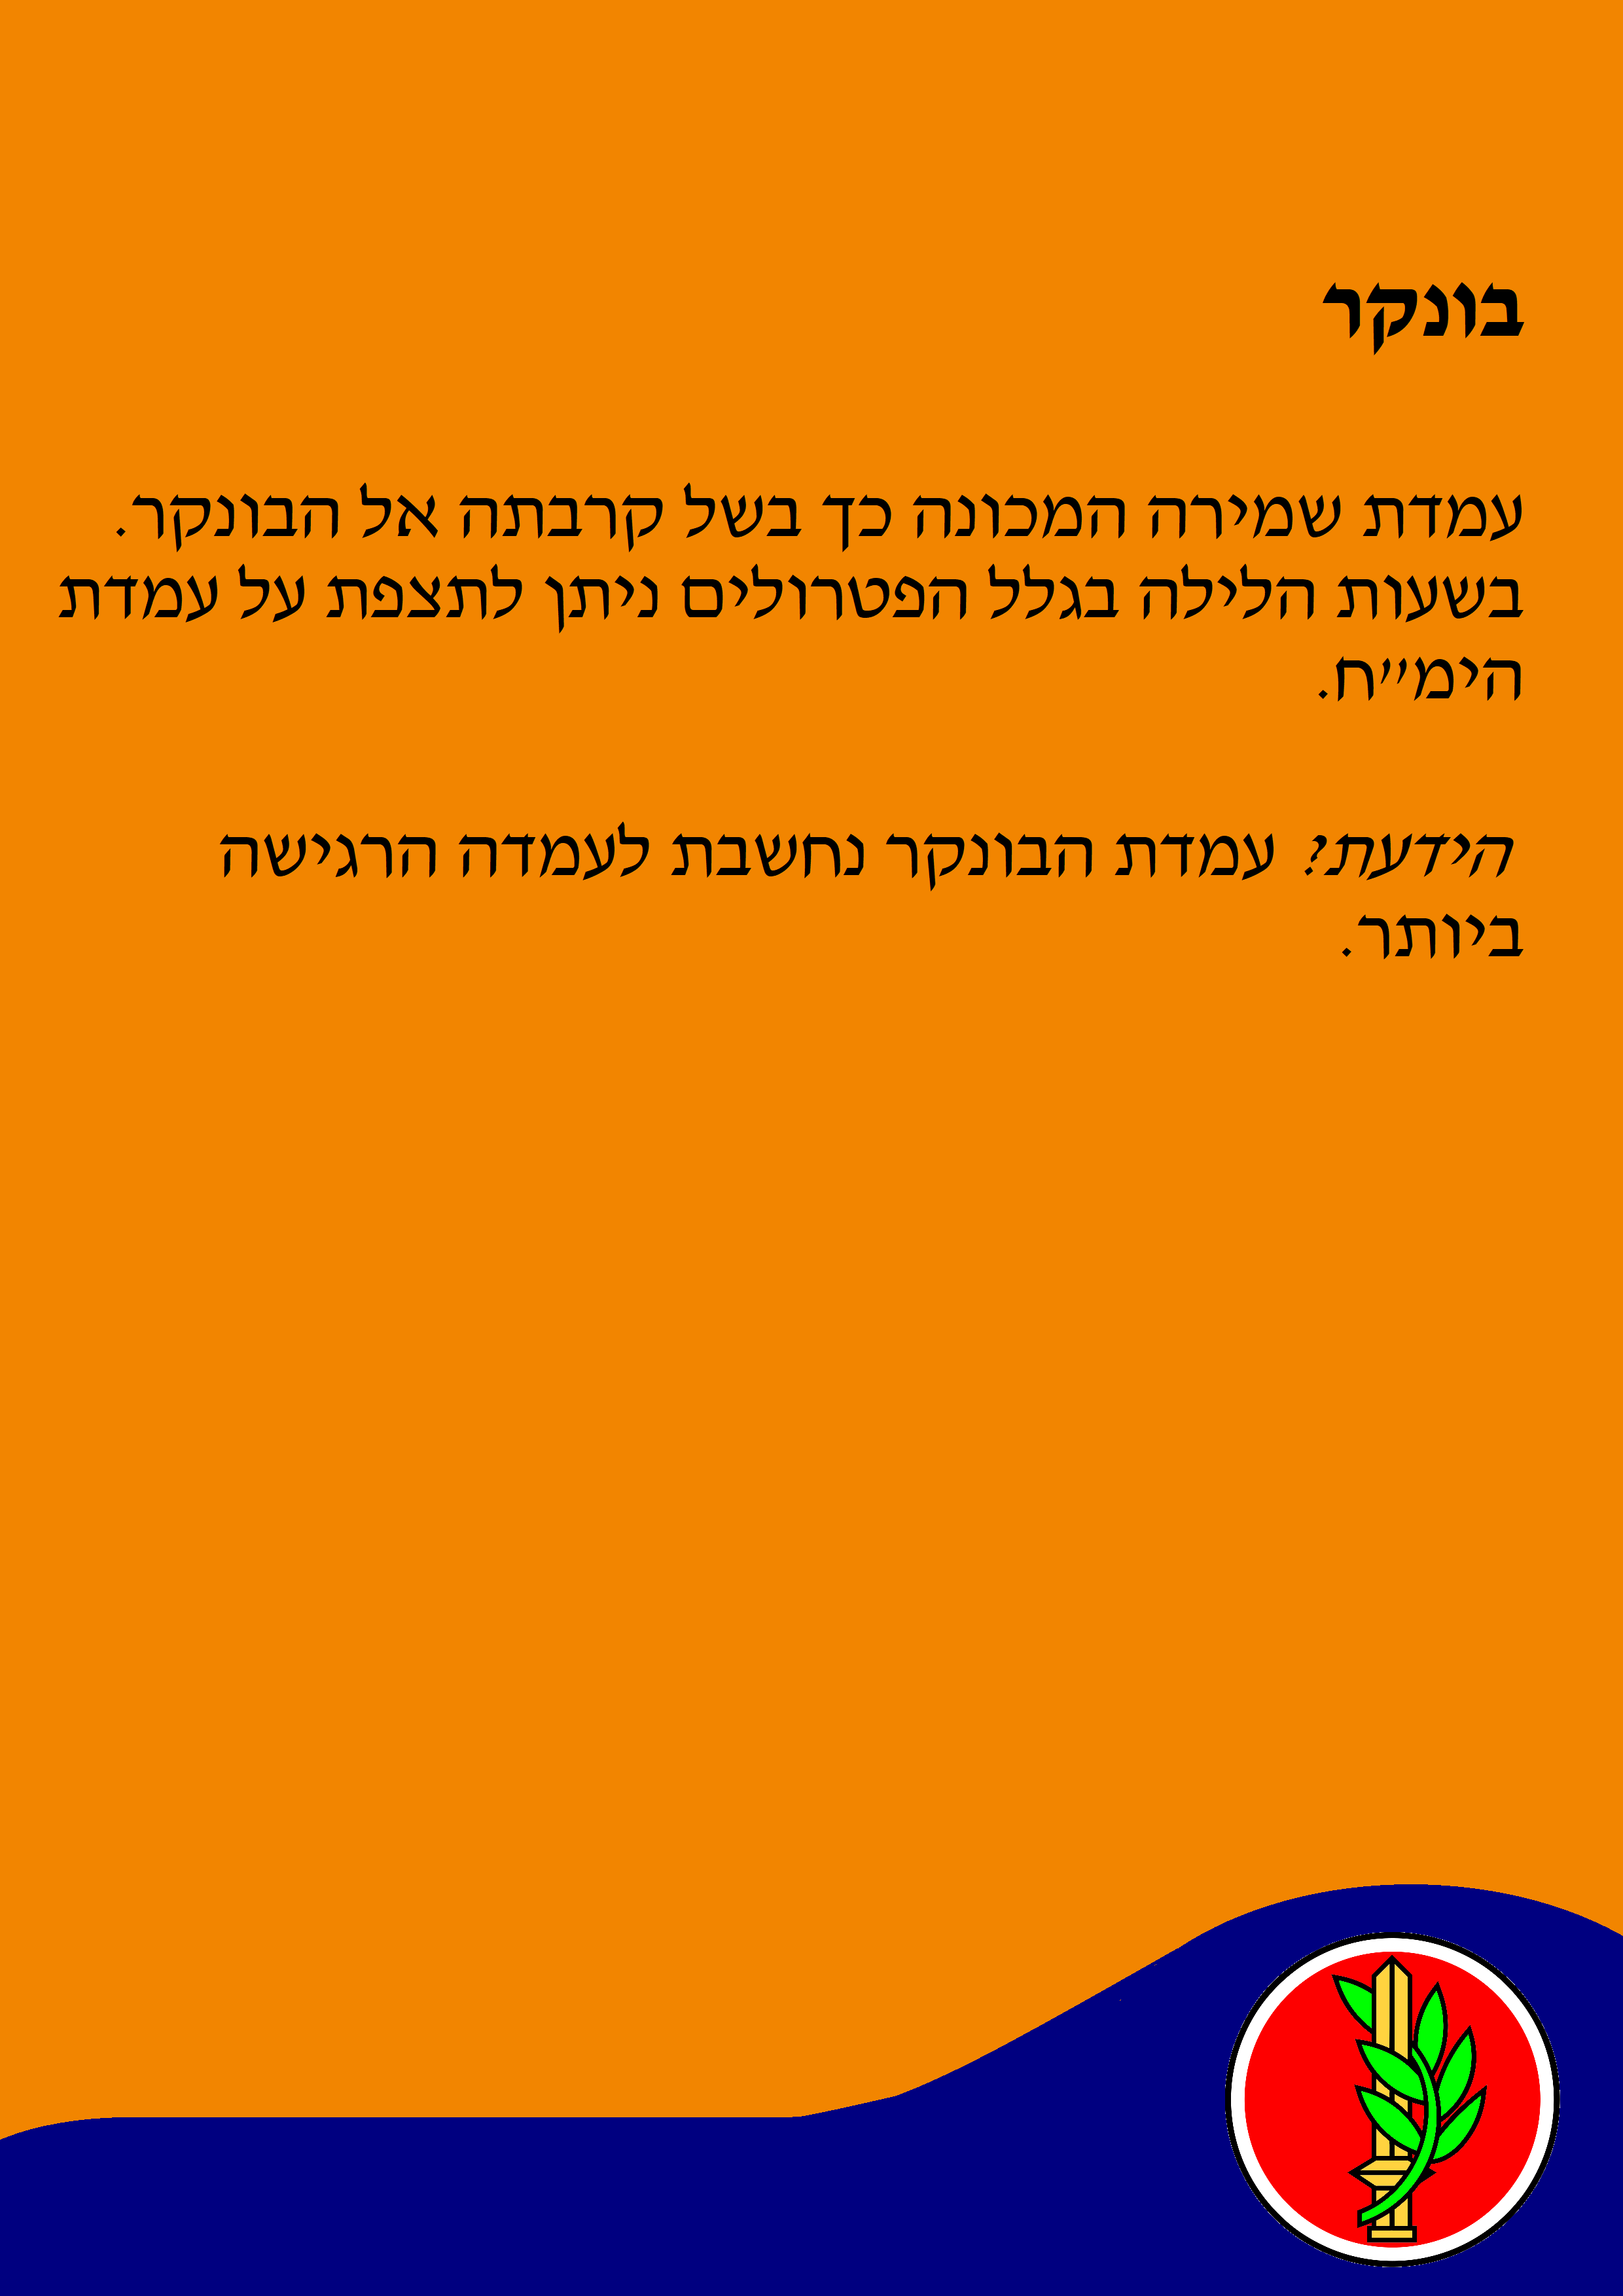 בונקר
עמדת שמירה המכונה כך בשל קרבתה אל הבונקר.
בשעות הלילה בגלל הפטרולים ניתן לתצפת על עמדת
הימ״ח.
הידעת? עמדת הבונקר נחשבת לעמדה הרגישה
ביותר.